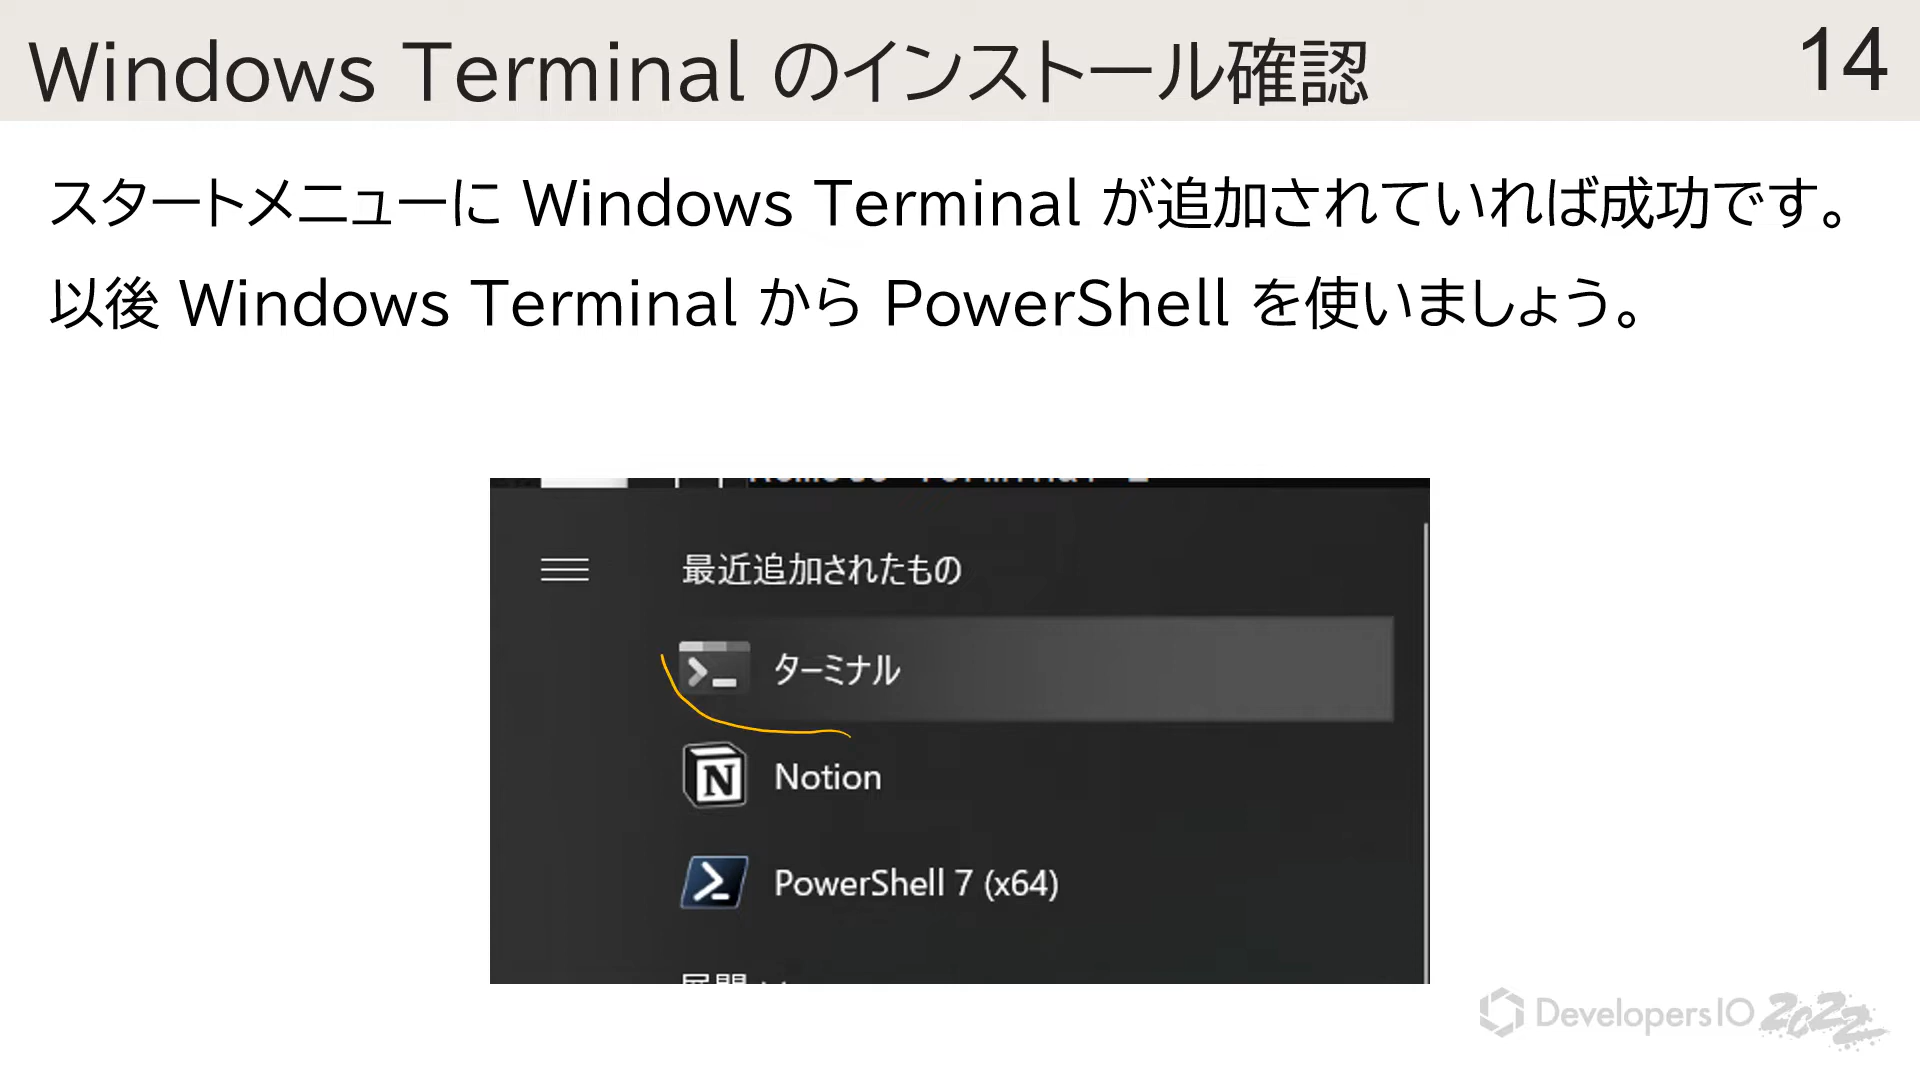 Windows Terminal のインストール確認
14
スタートメニューに Windows Terminal が追加されていれば成功です。
以後 Windows Terminal から PowerShell を使いましょう。
最近追加されたもの
ターミナル
Notion
PowerShell 7 (x64)
DevelopersIO 2022